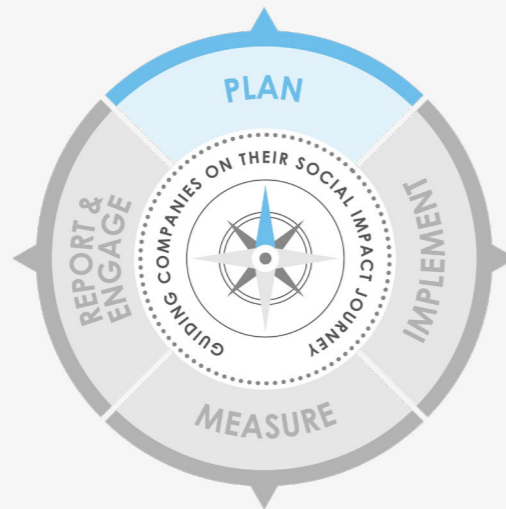 PLAN
IMPLEMENT
MEASURE
REPORT &
ENGAGE
GUIDING COMPANIES ON THEIR SOCIAL IMPACT JOURNEY